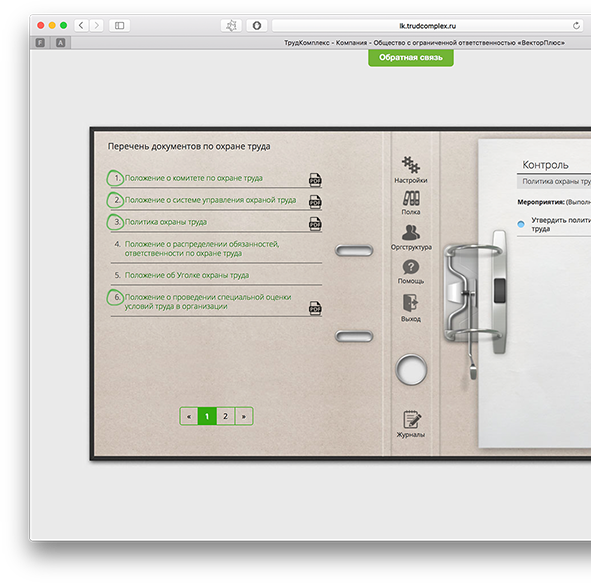 lk.trudcomplex.ru
F
A
ТрудКомплекс - Компания - Общество с ограниченной ответственностью «ВекторПлюс»
Обратная связь
Перечень документов по охране труда
1. Положение о комитете по охране труда
PDF
2. Положение о системе управления охраной труда
PDF
3. Политика охраны труда
PDF
4. Положение о распределении обязанностей,
ответственности по охране труда
5. Положение об Уголке охраны труда
6. Положение о проведении специальной оценки
условий труда в организации
PDF
« 1 2 »
Настройки
Полка
Оргструктура
?
Помощь
Выход
Журналы
Контроль
Политика охраны тру
Мероприятия: (Выполн
Утвердить полити
труда